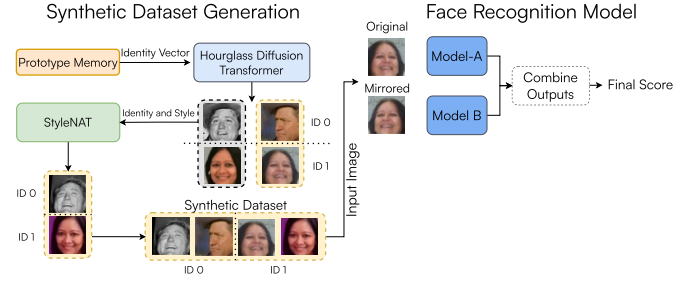 Synthetic Dataset Generation
Face Recognition Model
Prototype Memory
Identity Vector
Hourglass Diffusion
Transformer
Original
Mirrored
Model-A
Model B
Combine
Outputs
Final Score
StyleNAT
Identity and Style
ID 0
ID 1
ID 0
ID 1
Synthetic Dataset
ID 0
ID 1
Input Image